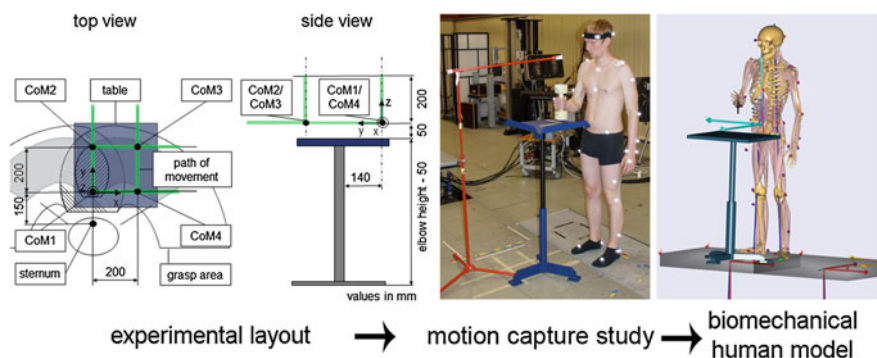 top view
side view
CoM2
table
CoM3
CoM2/
CoM3
CoM1/
CoM4
z
200
50
y
x
200
150
y
z
x
path of
movement
140
elbow height - 50
CoM1
CoM4
sternum
200
grasp area
values in mm
experimental layout
motion capture study
biomechanical
human model